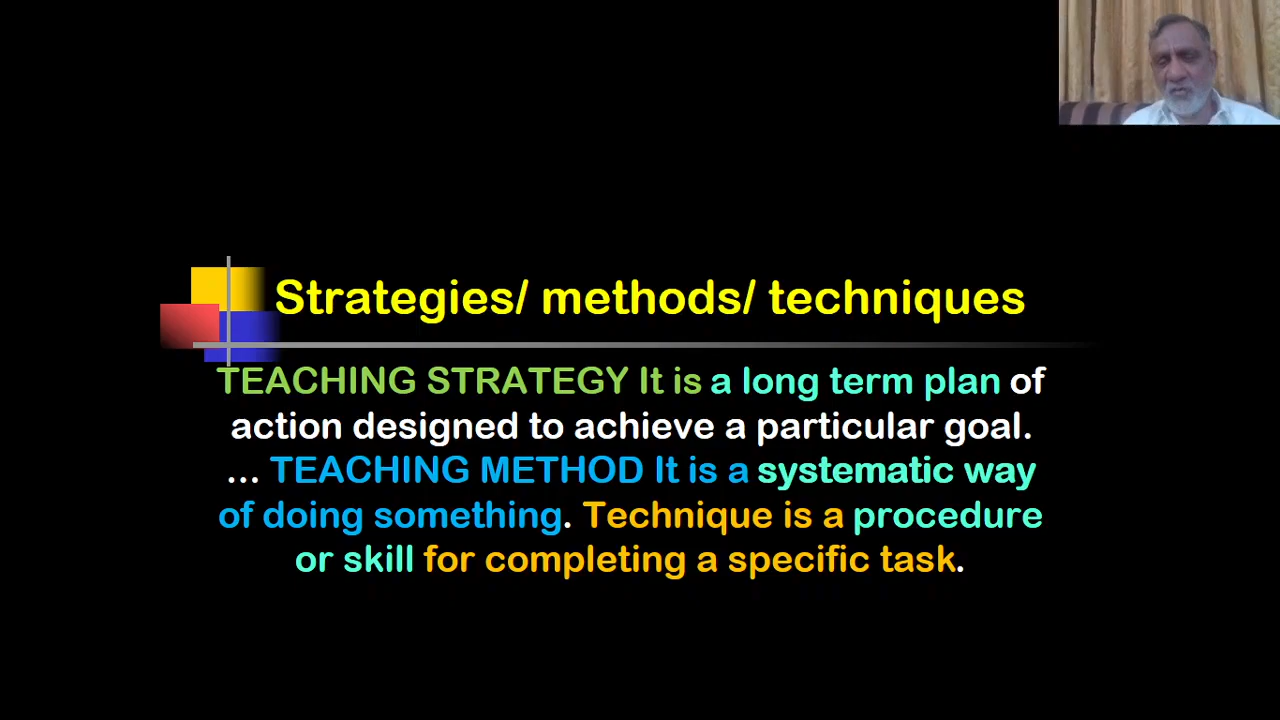 Strategies/ methods/ techniques
TEACHING STRATEGY It is a long term plan of
action designed to achieve a particular goal.
... TEACHING METHOD It is a systematic way
of doing something. Technique is a procedure
or skill for completing a specific task.